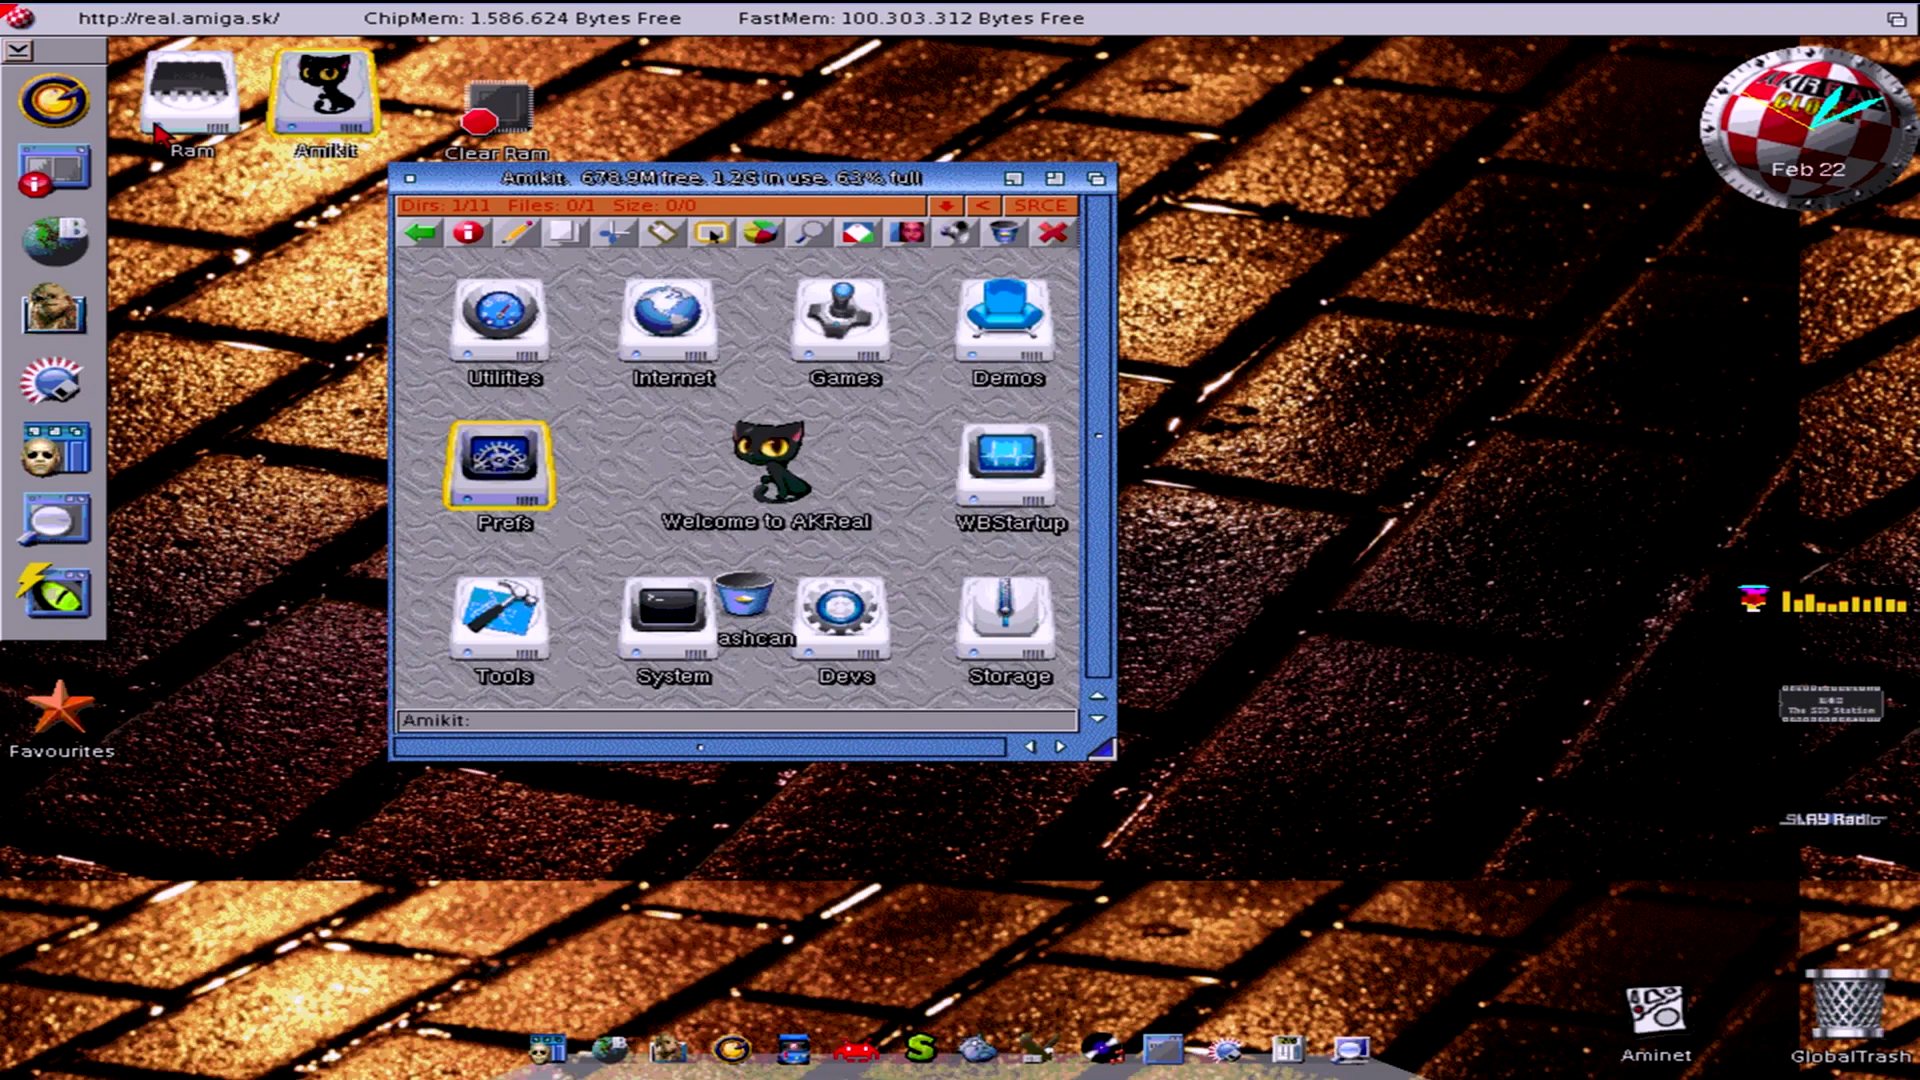 http://real.amiga.sk/ ChipMem: 1.586.624 Bytes Free FastMem: 100.303.312 Bytes Free
Ram
Amikit
Clear Ram
Feb 22
Amikit. 678.9M free. 1.2G in use. 63% full
Dirs: 1/11 Files: 0/1 Size: 0/0 < SRCE
Utilities
Internet
Games
Demos
Prefs
Welcome to AKReal
WBStartup
ashcan
Tools
System
Devs
Storage
Amikit:
Favourites
The SID Station
SLAY Radio
Aminet
GlobalTrash